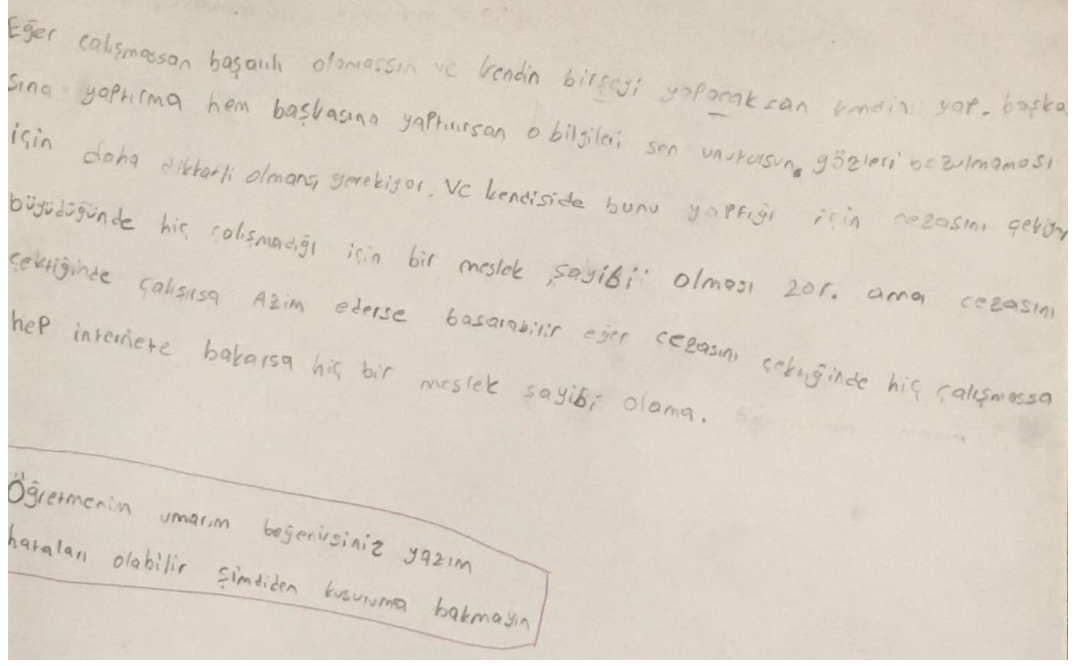 Eğer çalışmassan başarılı olamassın ve kendin birşeyi yapacaksan kendin yap. başka
sına yaptırma hem başkasına yaptırırsan o bilgileri sen unutursun. gözleri bozulmaması
için daha dikkatli olmansı gerekiyor. ve kendiside bunu yaptığı için cezasını çekiyor
büyüdüğünde hiç çalışmadığı için bir meslek sayibi olması zor. ama cezasını
çektiğinde çalışırsa Azim ederse basarabilir eğer cezasını çektiğinde hiç çalışmassa
hep internete bakarsa hiç bir meslek sayibi olama.
Öğretmenim umarım beğenirsiniz yazım
hataları olabilir şimdiden kusuruma bakmayın